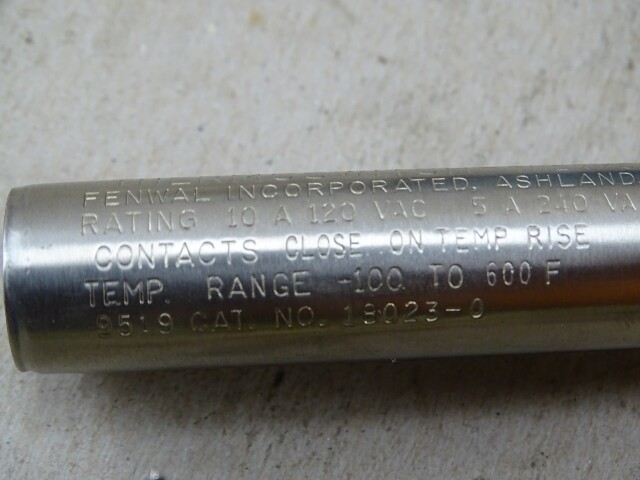 FENWAL INCORPORATED, ASHLAND,
RATING 10 A 120 VAC 5 A 240 VA
CONTACTS CLOSE ON TEMP RISE
TEMP. RANGE -100 TO 600 F
9519 CAT. NO. 18023-0